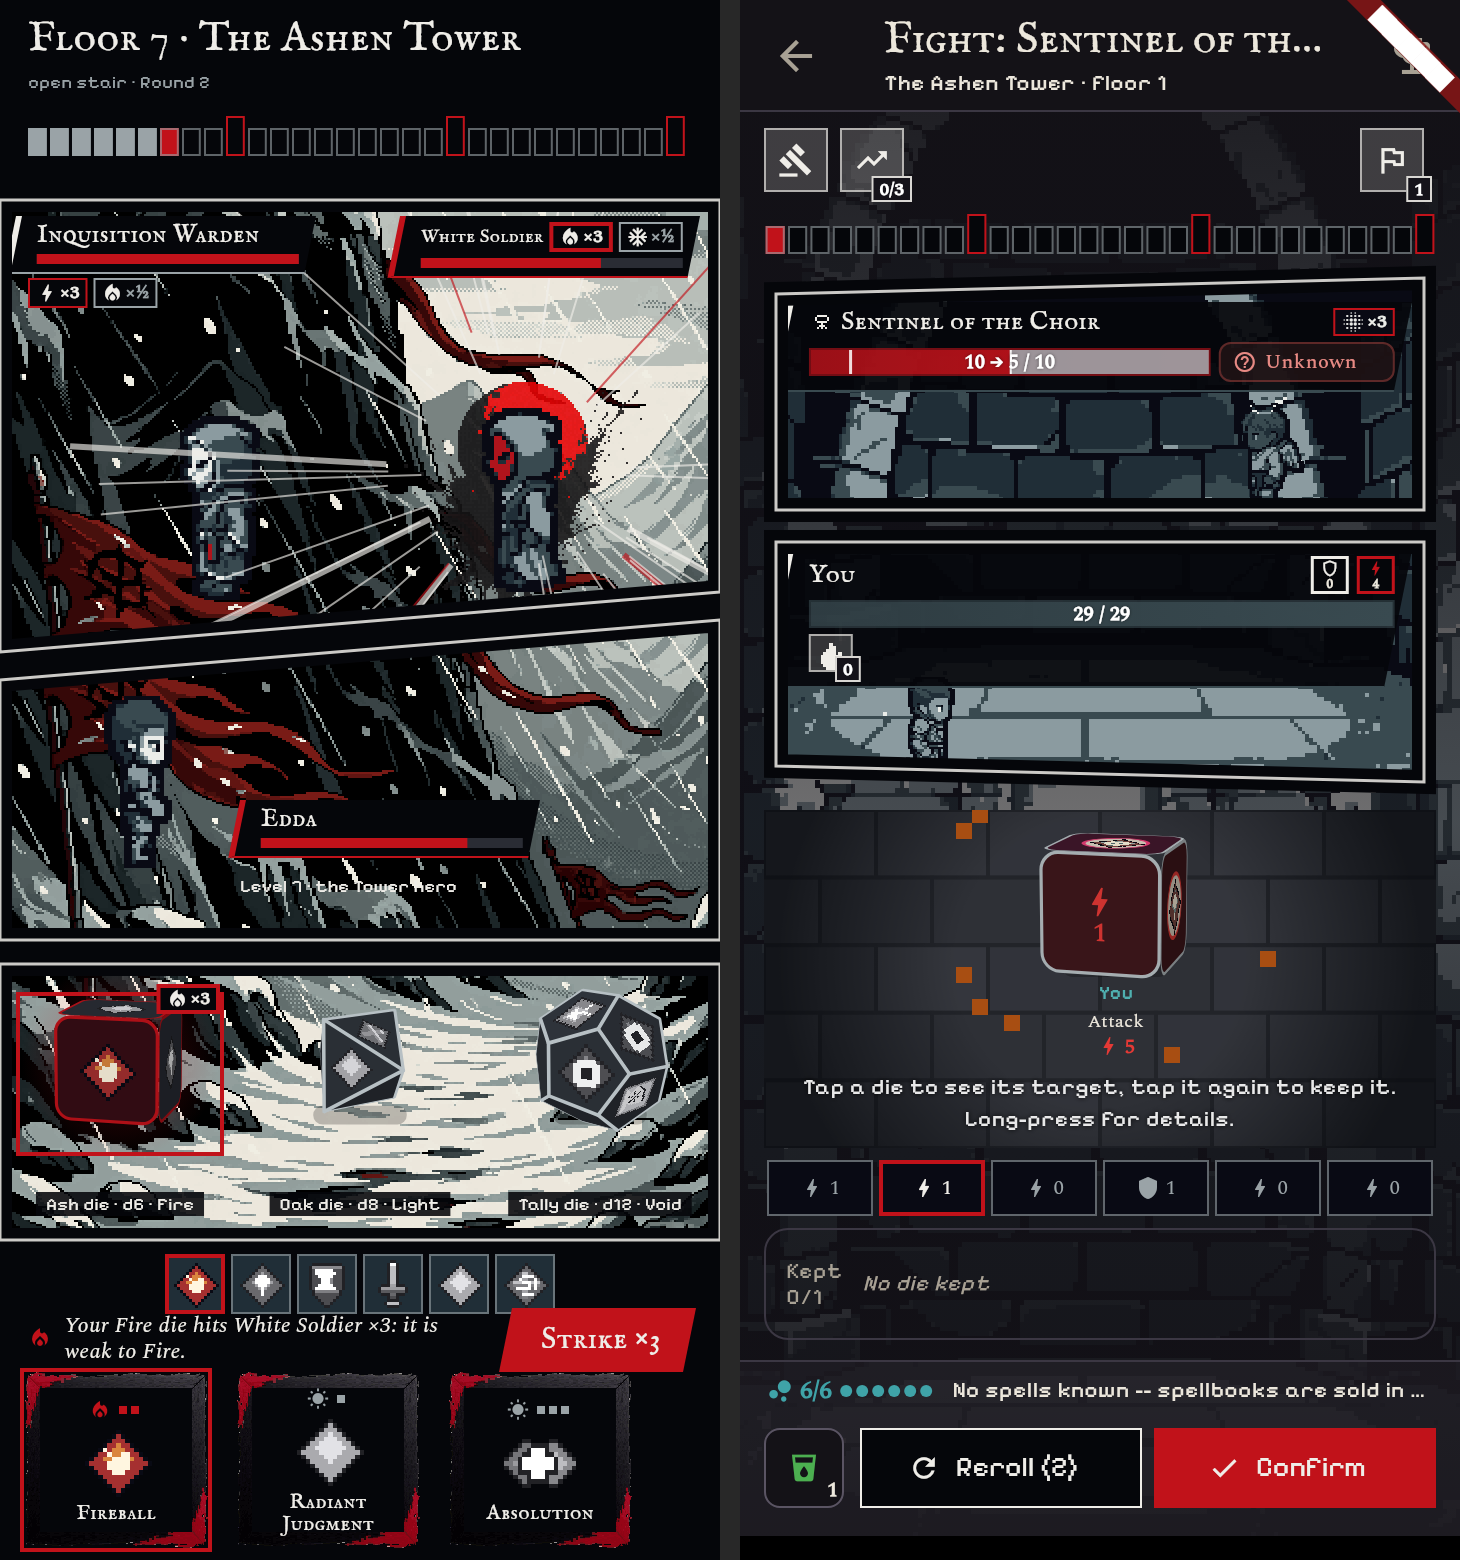 Floor 7 · The Ashen Tower
open stair · Round 2
Inquisition Warden
×3
×½
White Soldier
×3
×½
Edda
Level 7 · the Tower hero
×3
Ash die · d6 · Fire
Oak die · d8 · Light
Tally die · d12 · Void
Your Fire die hits White Soldier ×3: it is
weak to Fire.
Strike ×3
Fireball
Radiant
Judgment
Absolution
Fight: Sentinel of th...
The Ashen Tower · Floor 1
0/3
1
Sentinel of the Choir
×3
10 → 5 / 10
Unknown
You
0
4
29 / 29
0
1
You
Attack
5
Tap a die to see its target, tap it again to keep it.
Long-press for details.
1
1
0
1
0
0
Kept
0/1
No die kept
6/6
No spells known -- spellbooks are sold in ...
1
Reroll (2)
Confirm